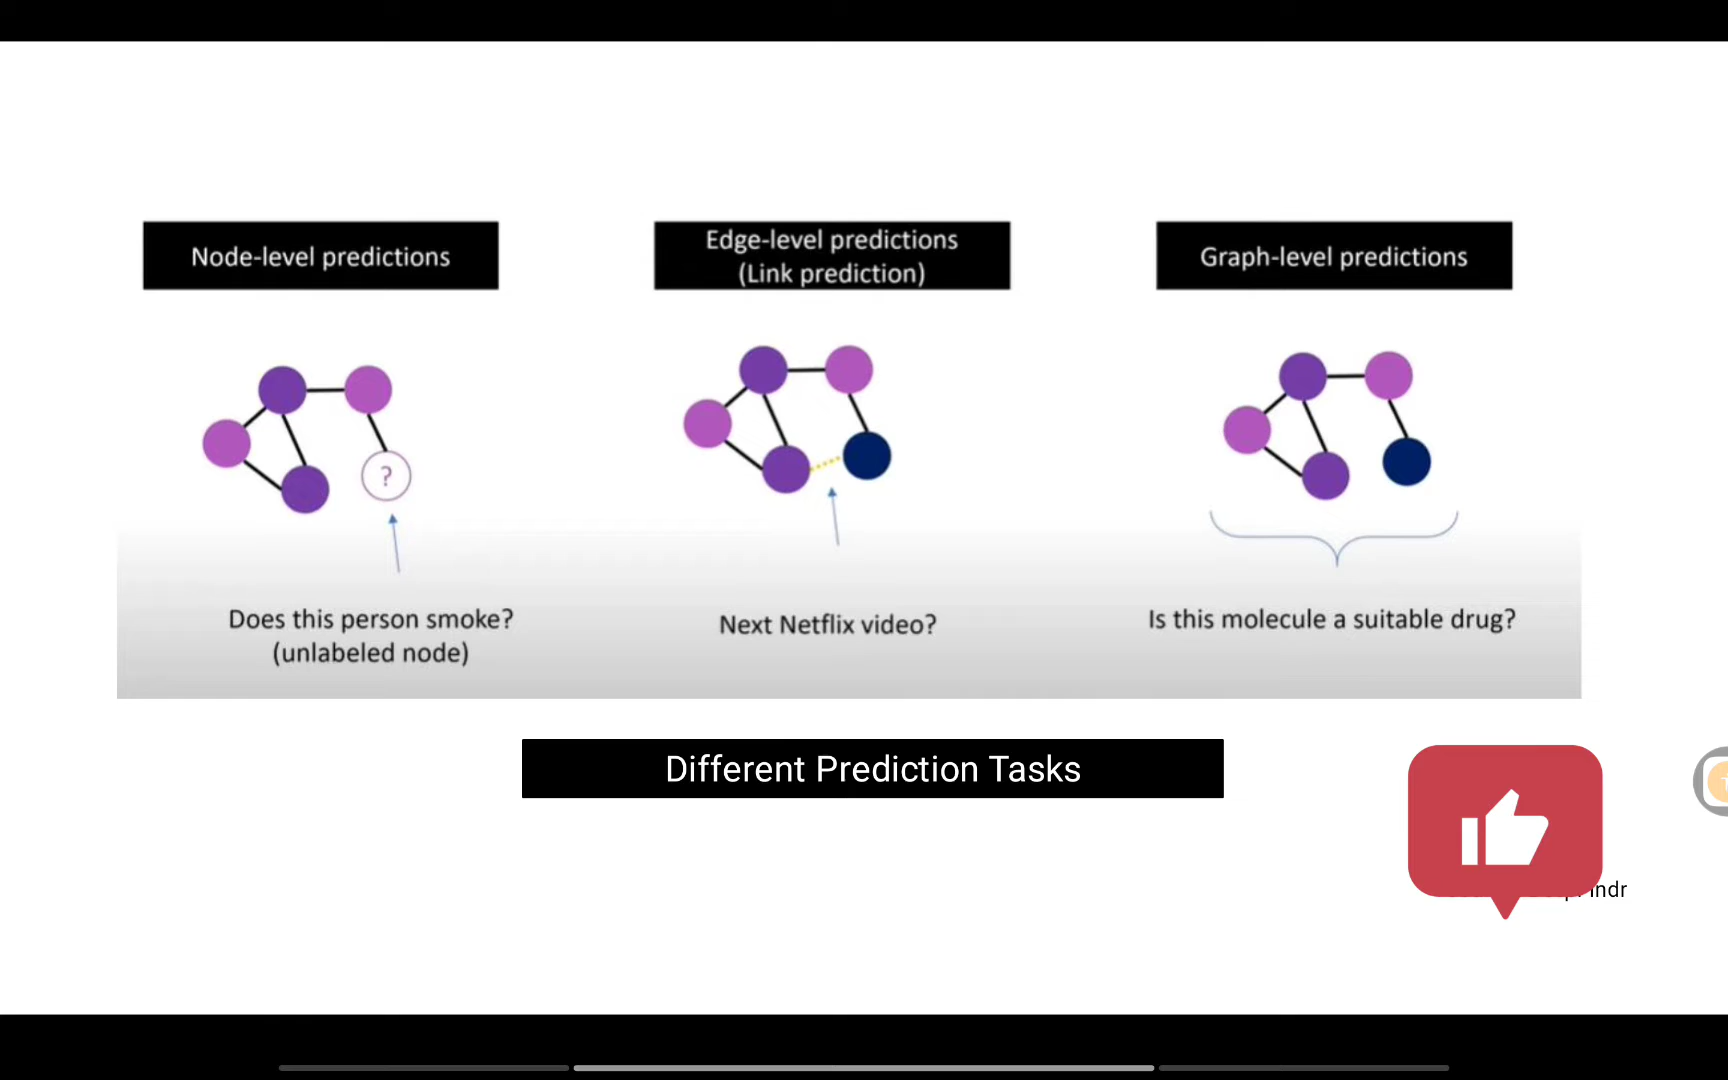 Node-level predictions
Edge-level predictions
(Link prediction)
Graph-level predictions
?
Does this person smoke?
(unlabeled node)
Next Netflix video?
Is this molecule a suitable drug?
Different Prediction Tasks